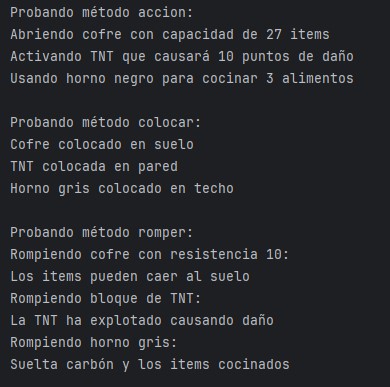 Probando método accion:
Abriendo cofre con capacidad de 27 items
Activando TNT que causará 10 puntos de daño
Usando horno negro para cocinar 3 alimentos

Probando método colocar:
Cofre colocado en suelo
TNT colocada en pared
Horno gris colocado en techo

Probando método romper:
Rompiendo cofre con resistencia 10:
Los items pueden caer al suelo
Rompiendo bloque de TNT:
La TNT ha explotado causando daño
Rompiendo horno gris:
Suelta carbón y los items cocinados